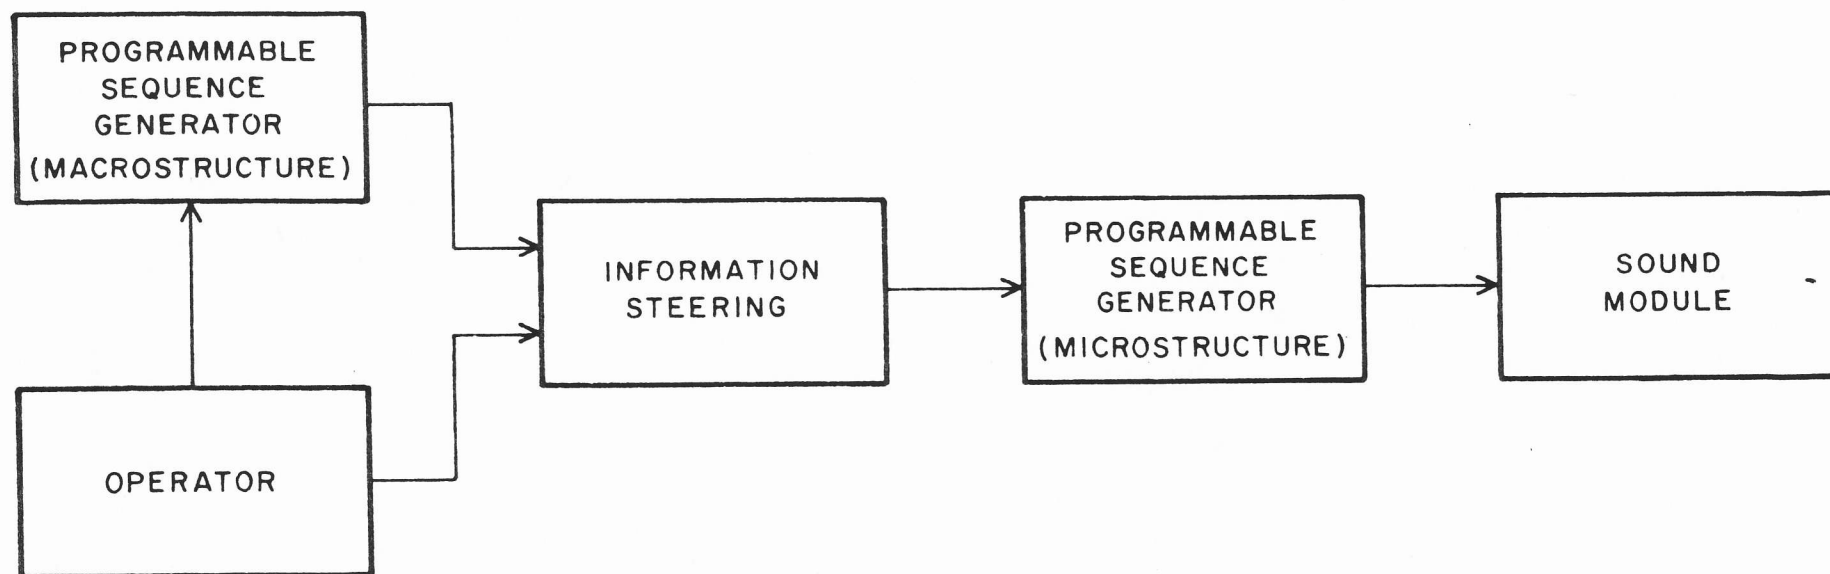 PROGRAMMABLE
SEQUENCE
GENERATOR
(MACROSTRUCTURE)
OPERATOR
INFORMATION
STEERING
PROGRAMMABLE
SEQUENCE
GENERATOR
(MICROSTRUCTURE)
SOUND
MODULE